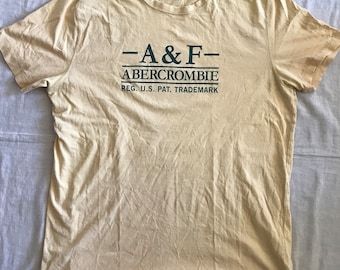 – A & F –
ABERCROMBIE
REG. U.S. PAT. TRADEMARK